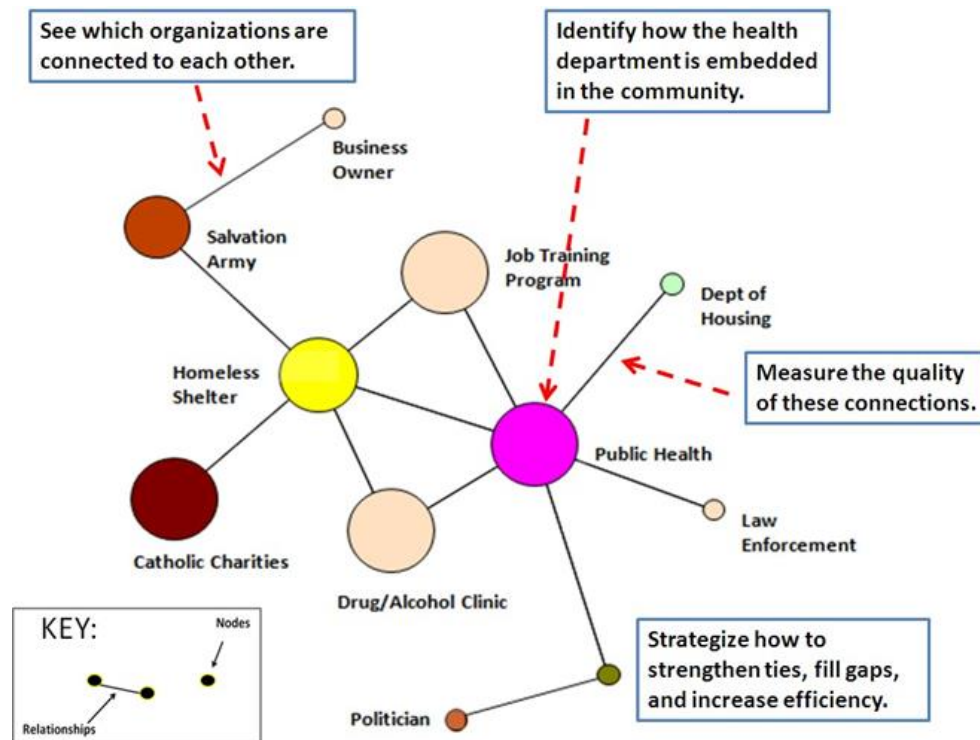 See which organizations are
connected to each other.
Identify how the health
department is embedded
in the community.
Business
Owner
Salvation
Army
Job Training
Program
Dept of
Housing
Homeless
Shelter
Measure the quality
of these connections.
Public Health
Law
Enforcement
Catholic Charities
Drug/Alcohol Clinic
KEY:
Nodes
Relationships
Strategize how to
strengthen ties, fill gaps,
and increase efficiency.
Politician